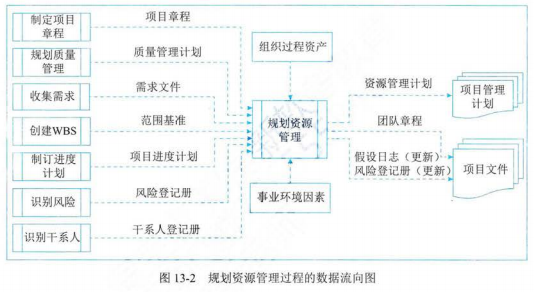 制定项目
章程
项目章程
规划质量
管理
质量管理计划
收集需求
需求文件
创建WBS
范围基准
制订进度
计划
项目进度计划
识别风险
风险登记册
识别干系人
干系人登记册
组织过程资产
规划资源
管理
事业环境因素
资源管理计划
项目管理
计划
团队章程
假设日志（更新）
风险登记册（更新）
项目文件
图 13-2 规划资源管理过程的数据流向图